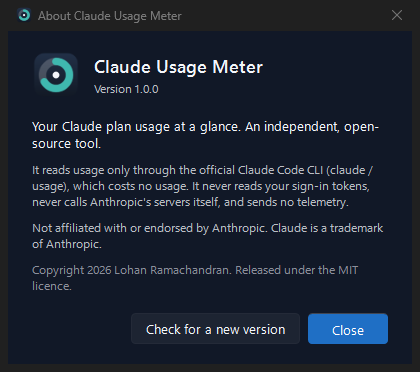 About Claude Usage Meter
Claude Usage Meter
Version 1.0.0
Your Claude plan usage at a glance. An independent, open-
source tool.
It reads usage only through the official Claude Code CLI (claude /
usage), which costs no usage. It never reads your sign-in tokens,
never calls Anthropic's servers itself, and sends no telemetry.
Not affiliated with or endorsed by Anthropic. Claude is a trademark
of Anthropic.
Copyright 2026 Lohan Ramachandran. Released under the MIT
licence.
Check for a new version
Close